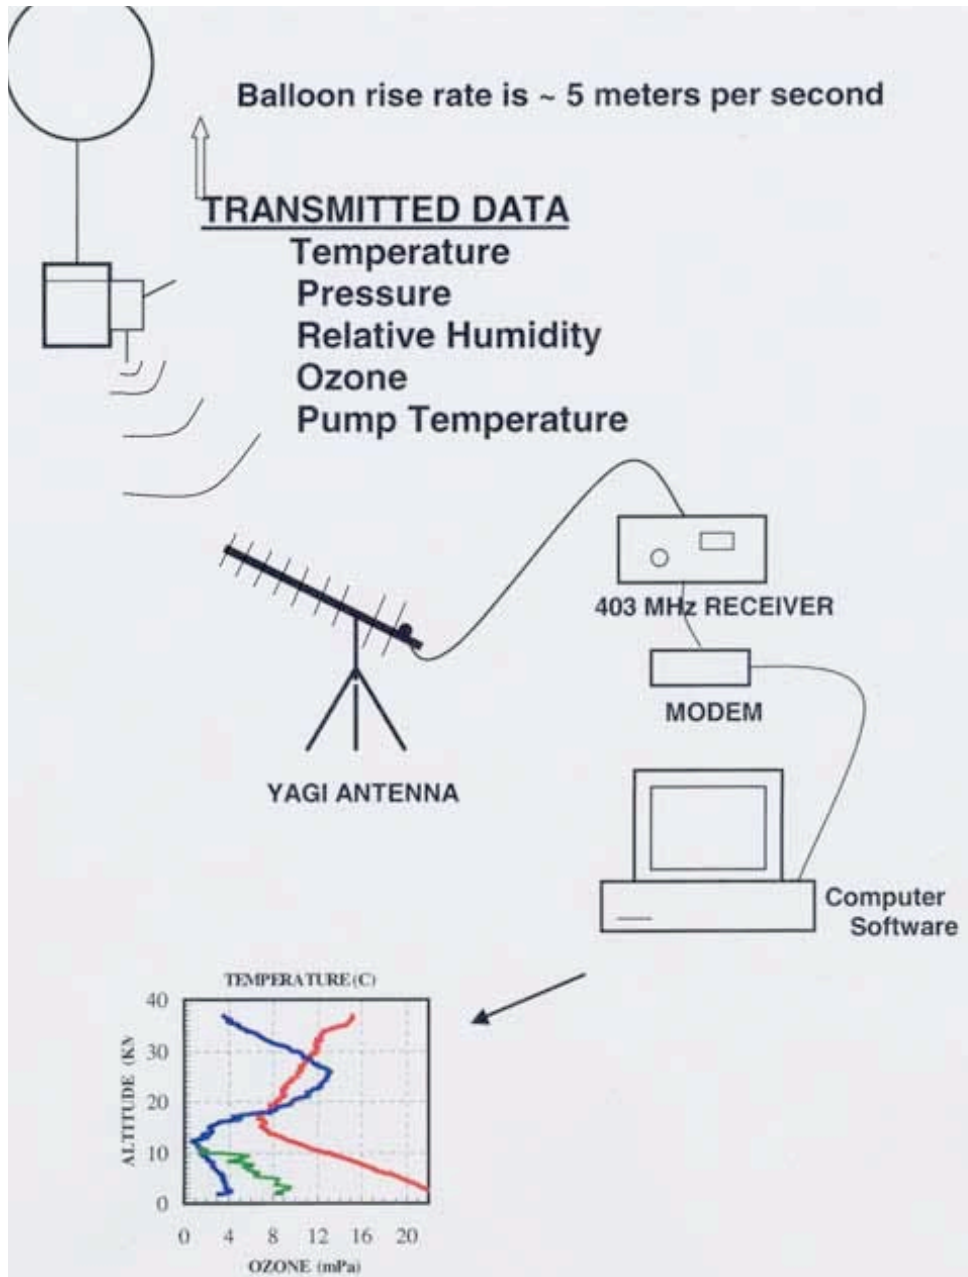 Balloon rise rate is ~ 5 meters per second
TRANSMITTED DATA
Temperature
Pressure
Relative Humidity
Ozone
Pump Temperature
403 MHz RECEIVER
MODEM
YAGI ANTENNA
Computer
Software
TEMPERATURE (C)
40
30
20
10
0
ALTITUDE (KM
0 4 8 12 16 20
OZONE (mPa)